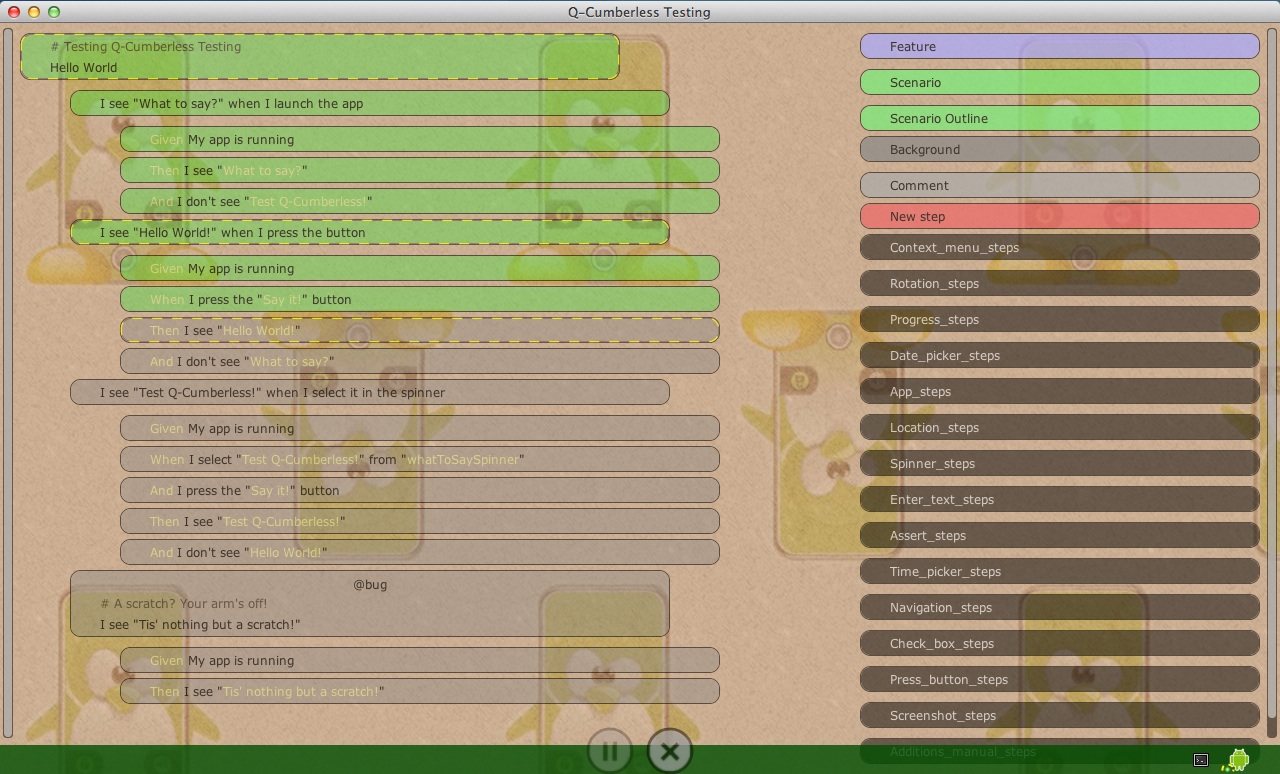 Q-Cumberless Testing
# Testing Q-Cumberless Testing
Hello World
I see "What to say?" when I launch the app
Given My app is running
Then I see "What to say?"
And I don't see "Test Q-Cumberless!"
I see "Hello World!" when I press the button
Given My app is running
When I press the "Say it!" button
Then I see "Hello World!"
And I don't see "What to say?"
I see "Test Q-Cumberless!" when I select it in the spinner
Given My app is running
When I select "Test Q-Cumberless!" from "whatToSaySpinner"
And I press the "Say it!" button
Then I see "Test Q-Cumberless!"
And I don't see "Hello World!"
@bug
# A scratch? Your arm's off!
I see "Tis' nothing but a scratch!"
Given My app is running
Then I see "Tis' nothing but a scratch!"
Feature
Scenario
Scenario Outline
Background
Comment
New step
Context_menu_steps
Rotation_steps
Progress_steps
Date_picker_steps
App_steps
Location_steps
Spinner_steps
Enter_text_steps
Assert_steps
Time_picker_steps
Navigation_steps
Check_box_steps
Press_button_steps
Screenshot_steps
Additions_manual_steps